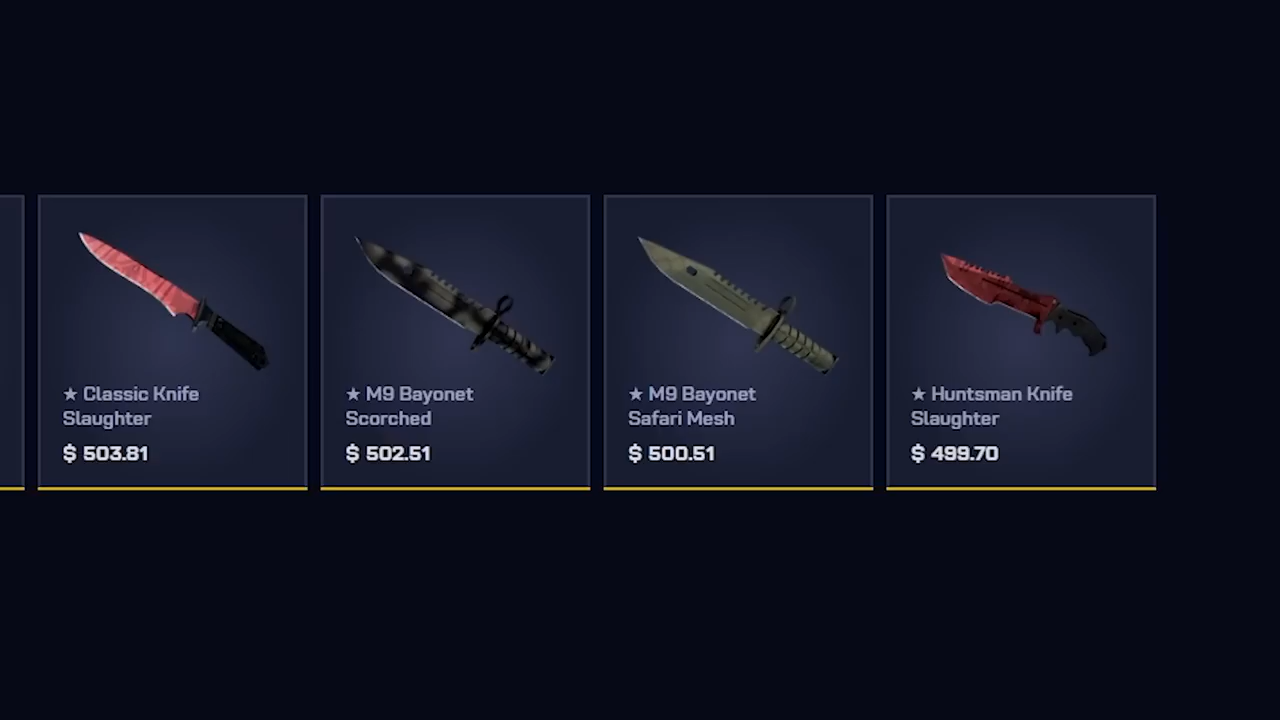 ★ Classic Knife
Slaughter
$ 503.81
★ M9 Bayonet
Scorched
$ 502.51
★ M9 Bayonet
Safari Mesh
$ 500.51
★ Huntsman Knife
Slaughter
$ 499.70